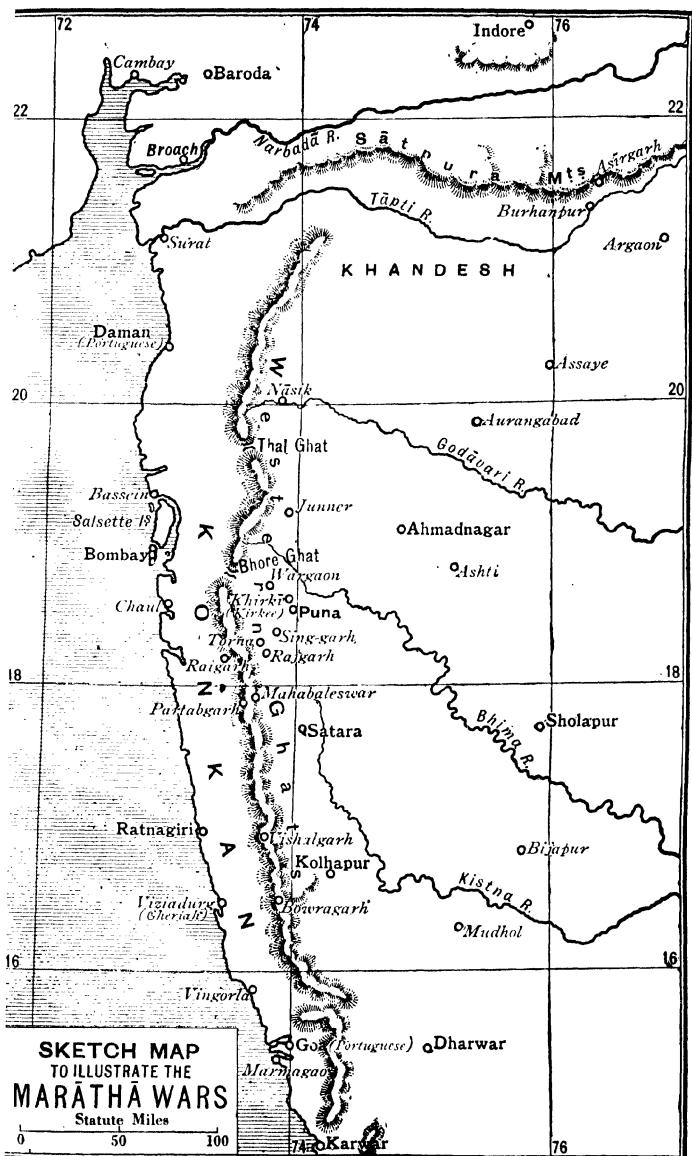 72 74 76
Indore
Cambay
Baroda
22 22
Broach
Narbadā R.
Sātpura Mts
Asīrgarh
Burhanpur
Tāpti R.
Surat
Argaon
KHANDESH
Daman
(Portuguese)
Assaye
Nāsik
20 20
Aurangabad
Thal Ghat
Godāvari R.
Western Ghats
Bassein
Junner
Salsette Is
Ahmadnagar
Bombay
Bhore Ghat
Ashti
Wargaon
Chaul
Khirki
(Kirkee)
Puna
Sing-garh
Torna
Rajgarh
Raigarh
18 18
Mahabaleswar
Partabgarh
KONKAN
Satara
Sholapur
Bhima R.
Ratnagiri
Vishalgarh
Bijapur
Kolhapur
Kistna R.
Viziadurg
(Gheriah)
Bowragarh
Mudhol
16 16
Vingorla
Goa (Portuguese)
Dharwar
Marmagao
SKETCH MAP
TO ILLUSTRATE THE
MARĀTHĀ WARS
Statute Miles
0 50 100
74 76
Karwar